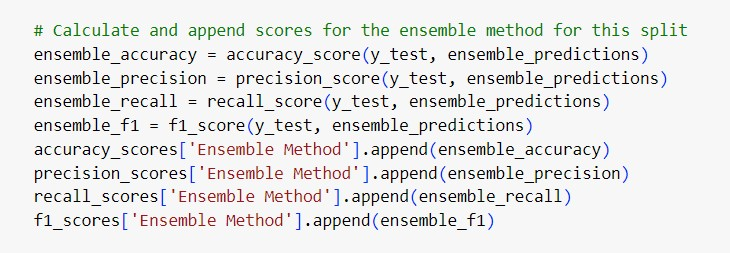 # Calculate and append scores for the ensemble method for this split
ensemble_accuracy = accuracy_score(y_test, ensemble_predictions)
ensemble_precision = precision_score(y_test, ensemble_predictions)
ensemble_recall = recall_score(y_test, ensemble_predictions)
ensemble_f1 = f1_score(y_test, ensemble_predictions)
accuracy_scores['Ensemble Method'].append(ensemble_accuracy)
precision_scores['Ensemble Method'].append(ensemble_precision)
recall_scores['Ensemble Method'].append(ensemble_recall)
f1_scores['Ensemble Method'].append(ensemble_f1)